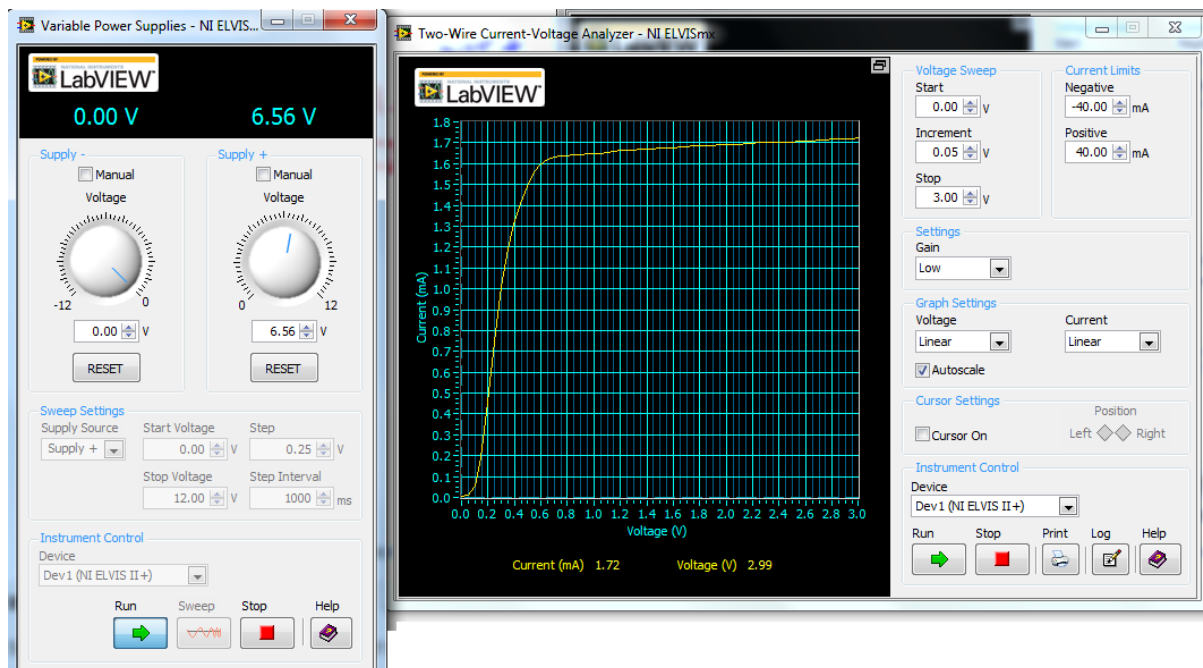 Variable Power Supplies - NI ELVIS...
POWERED BY
NATIONAL INSTRUMENTS
LabVIEW™
0.00 V 6.56 V
Supply - Supply +
Manual Manual
Voltage Voltage
-12 0 0 12
0.00 V 6.56 V
RESET RESET
Sweep Settings
Supply Source Start Voltage Step
Supply + 0.00 V 0.25 V
Stop Voltage Step Interval
12.00 V 1000 ms
Instrument Control
Device
Dev1 (NI ELVIS II+)
Run Sweep Stop Help
Two-Wire Current-Voltage Analyzer - NI ELVISmx
POWERED BY
NATIONAL INSTRUMENTS
LabVIEW™
1.8
1.7
1.6
1.5
1.4
1.3
1.2
1.1
1.0
0.9
0.8
0.7
0.6
0.5
0.4
0.3
0.2
0.1
0.0
Current (mA)
0.0 0.2 0.4 0.6 0.8 1.0 1.2 1.4 1.6 1.8 2.0 2.2 2.4 2.6 2.8 3.0
Voltage (V)
Current (mA) 1.72 Voltage (V) 2.99
Voltage Sweep Current Limits
Start Negative
0.00 V -40.00 mA
Increment Positive
0.05 V 40.00 mA
Stop
3.00 V
Settings
Gain
Low
Graph Settings
Voltage Current
Linear Linear
Autoscale
Cursor Settings
Position
Cursor On Left Right
Instrument Control
Device
Dev1 (NI ELVIS II+)
Run Stop Print Log Help